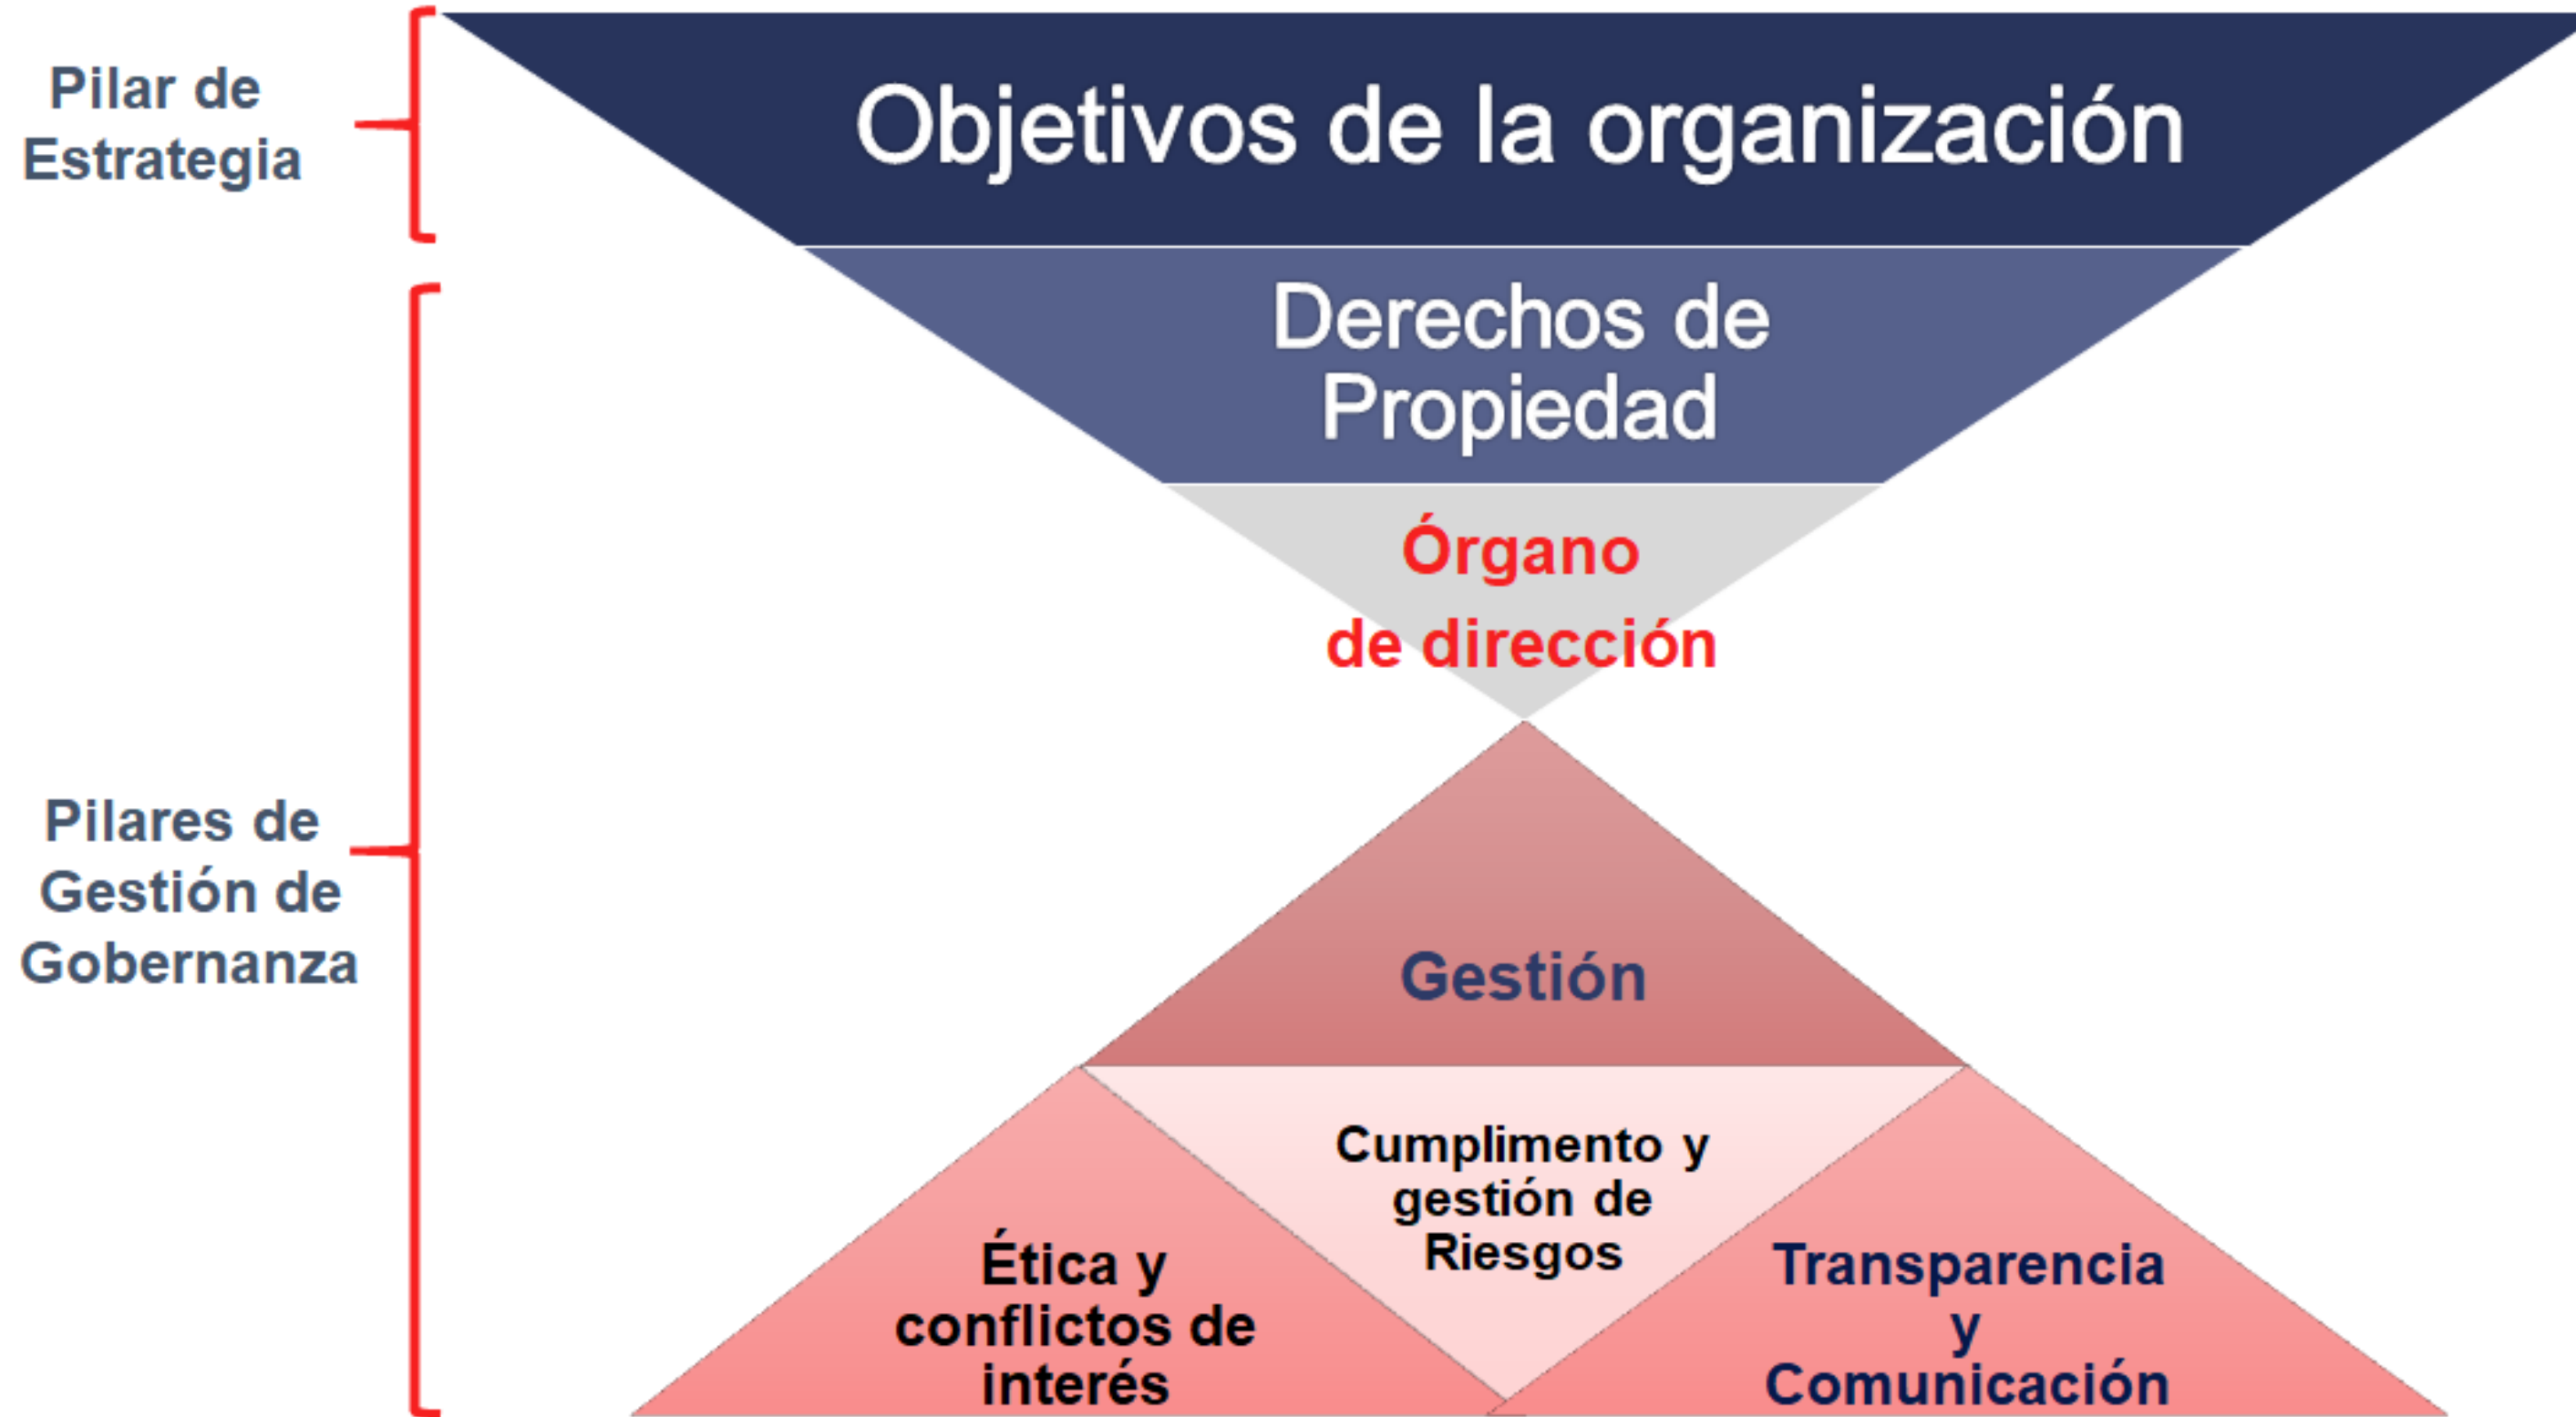 Pilar de
Estrategia
Objetivos de la organización
Derechos de
Propiedad
Órgano
de dirección
Pilares de
Gestión de
Gobernanza
Gestión
Cumplimento y
gestión de
Riesgos
Ética y
conflictos de
interés
Transparencia
y
Comunicación